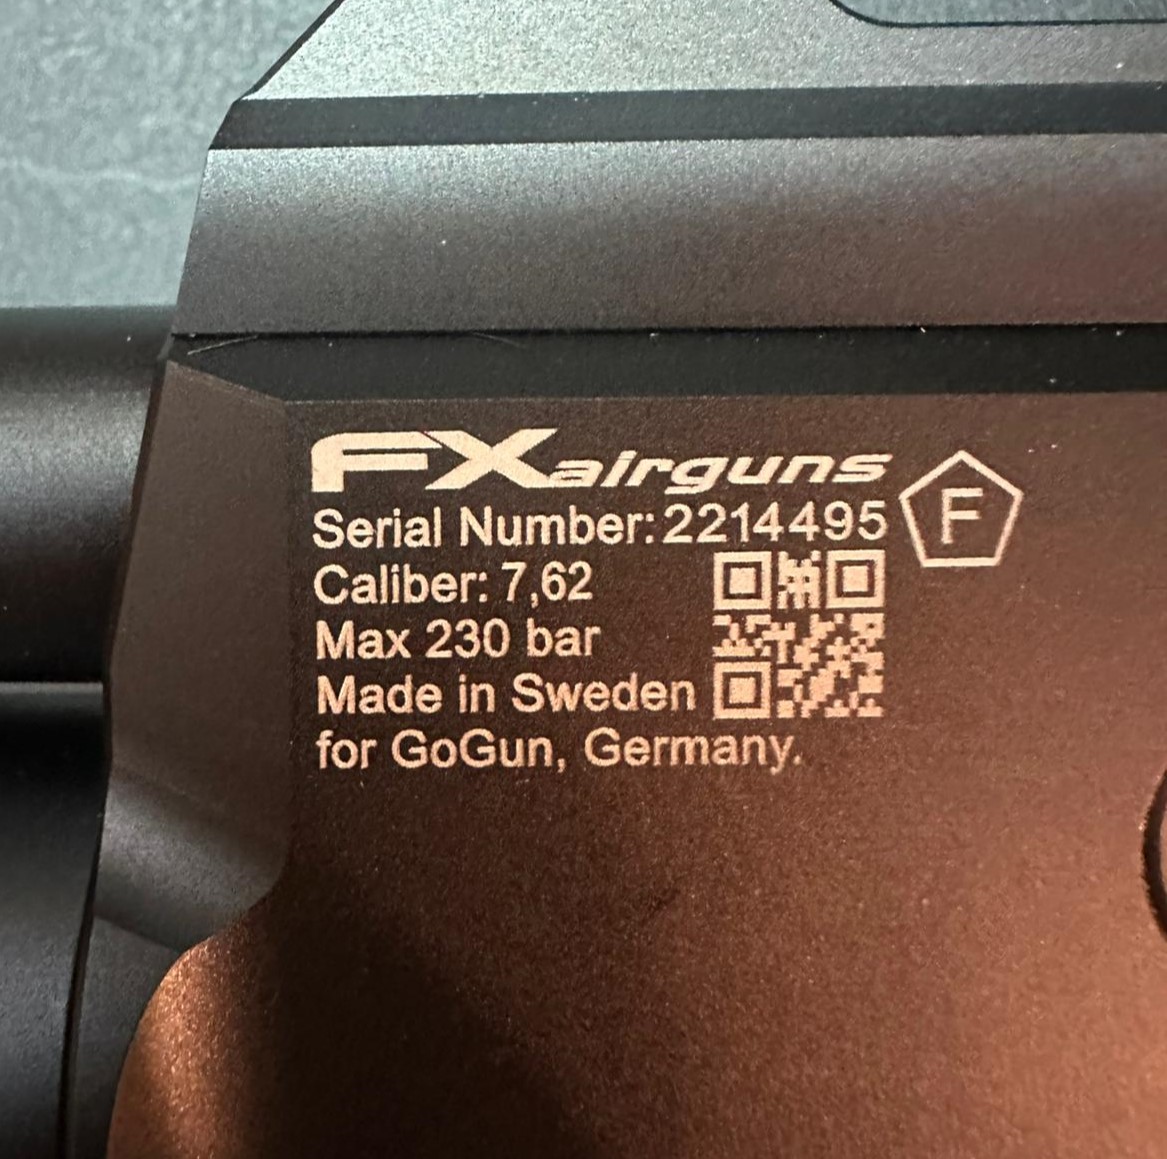 FXairguns
Serial Number: 2214495 F
Caliber: 7,62
Max 230 bar
Made in Sweden
for GoGun, Germany.